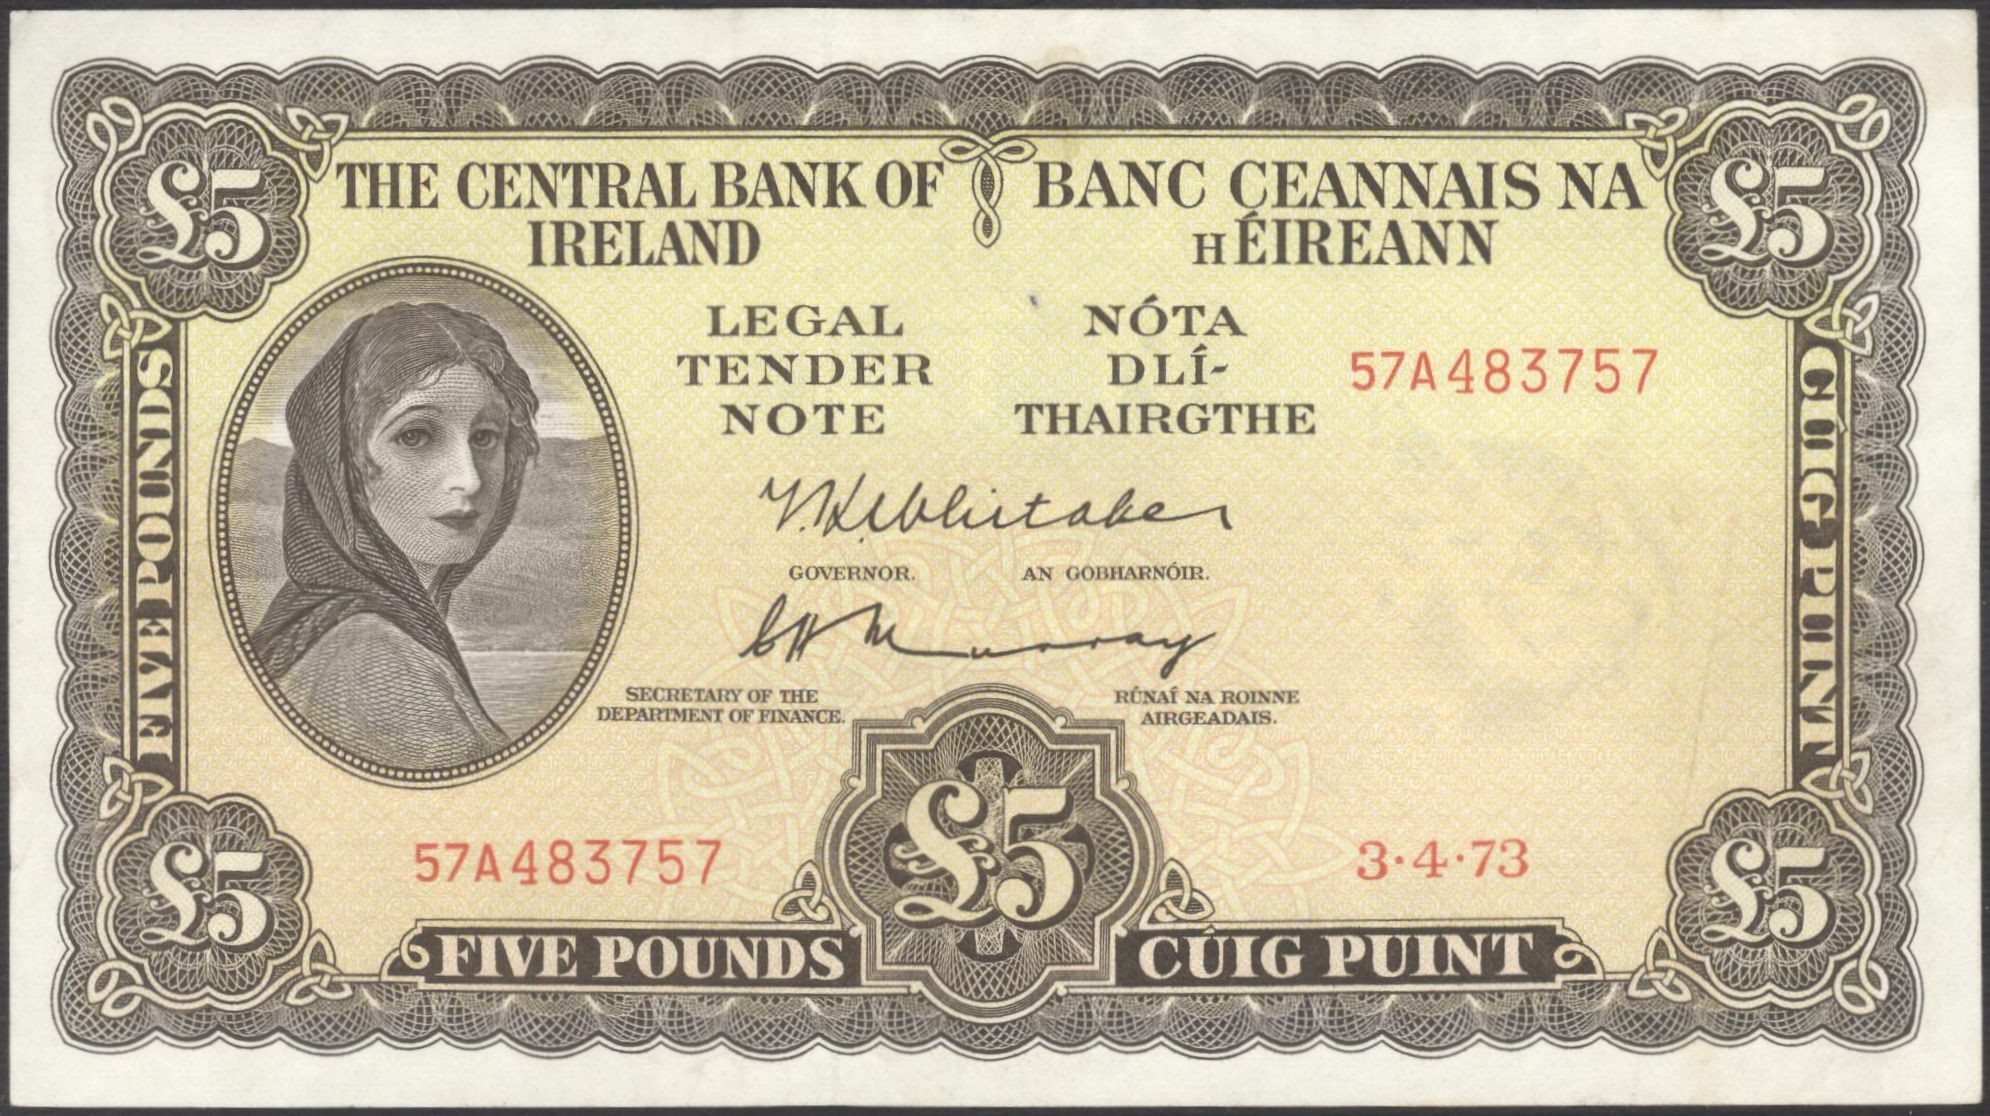 £5
£5
THE CENTRAL BANK OF
IRELAND
BANC CEANNAIS NA
HÉIREANN
LEGAL
TENDER
NOTE
NÓTA
DLÍ-
THAIRGTHE
57A483757
FIVE POUNDS
CÚIG PUINT
T.K. Whitaker
GOVERNOR. AN GOBHARNÓIR.
C H Murray
SECRETARY OF THE
DEPARTMENT OF FINANCE.
RÚNAÍ NA ROINNE
AIRGEADAIS.
57A483757
£5
3·4·73
£5
£5
FIVE POUNDS
CÚIG PUINT